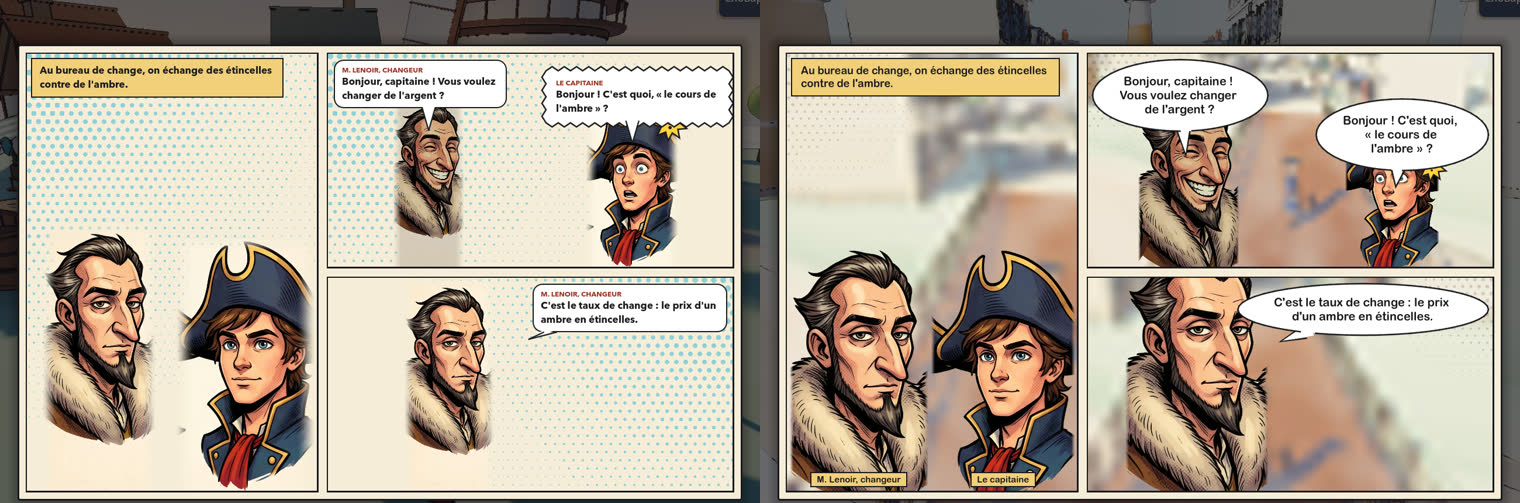 Au bureau de change, on échange des étincelles
contre de l'ambre.
M. LENOIR, CHANGEUR
Bonjour, capitaine ! Vous voulez
changer de l'argent ?
LE CAPITAINE
Bonjour ! C'est quoi, « le cours de
l'ambre » ?
M. LENOIR, CHANGEUR
C'est le taux de change : le prix d'un
ambre en étincelles.
Au bureau de change, on échange des étincelles
contre de l'ambre.
M. Lenoir, changeur
Le capitaine
Bonjour, capitaine !
Vous voulez changer
de l'argent ?
Bonjour ! C'est quoi,
« le cours de
l'ambre » ?
C'est le taux de change : le prix
d'un ambre en étincelles.